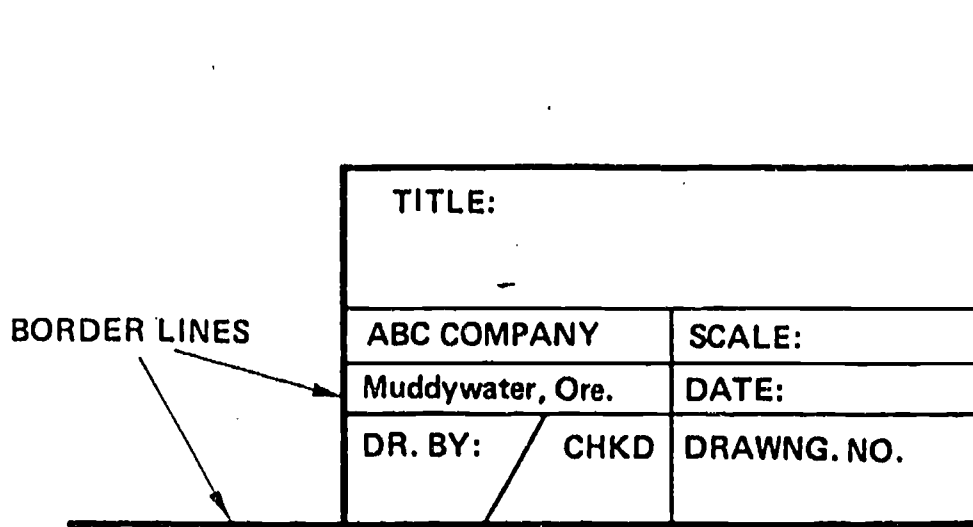 TITLE:
BORDER LINES
ABC COMPANY
SCALE:
Muddywater, Ore.
DATE:
DR. BY:
CHKD
DRAWNG. NO.